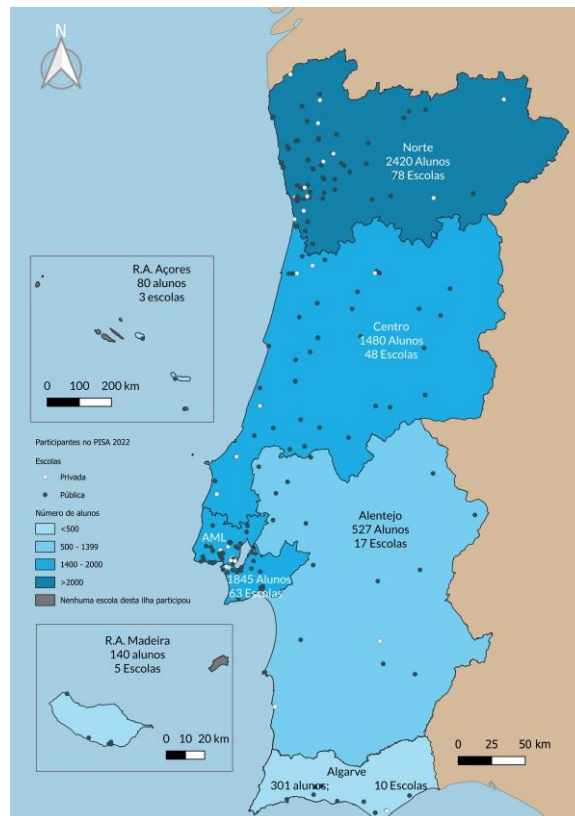 N
Norte
2420 Alunos
78 Escolas
R.A. Açores
80 alunos
3 escolas
0 100 200 km
Centro
1480 Alunos
48 Escolas
Participantes no PISA 2022
Escolas
Privada
Pública
Número de alunos
<500
500 - 1399
1400 - 2000
>2000
Nenhuma escola desta ilha participou
Alentejo
527 Alunos
17 Escolas
AML
1845 Alunos
63 Escolas
R.A. Madeira
140 alunos
5 Escolas
0 10 20 km
0 25 50 km
Algarve
301 alunos; 10 Escolas